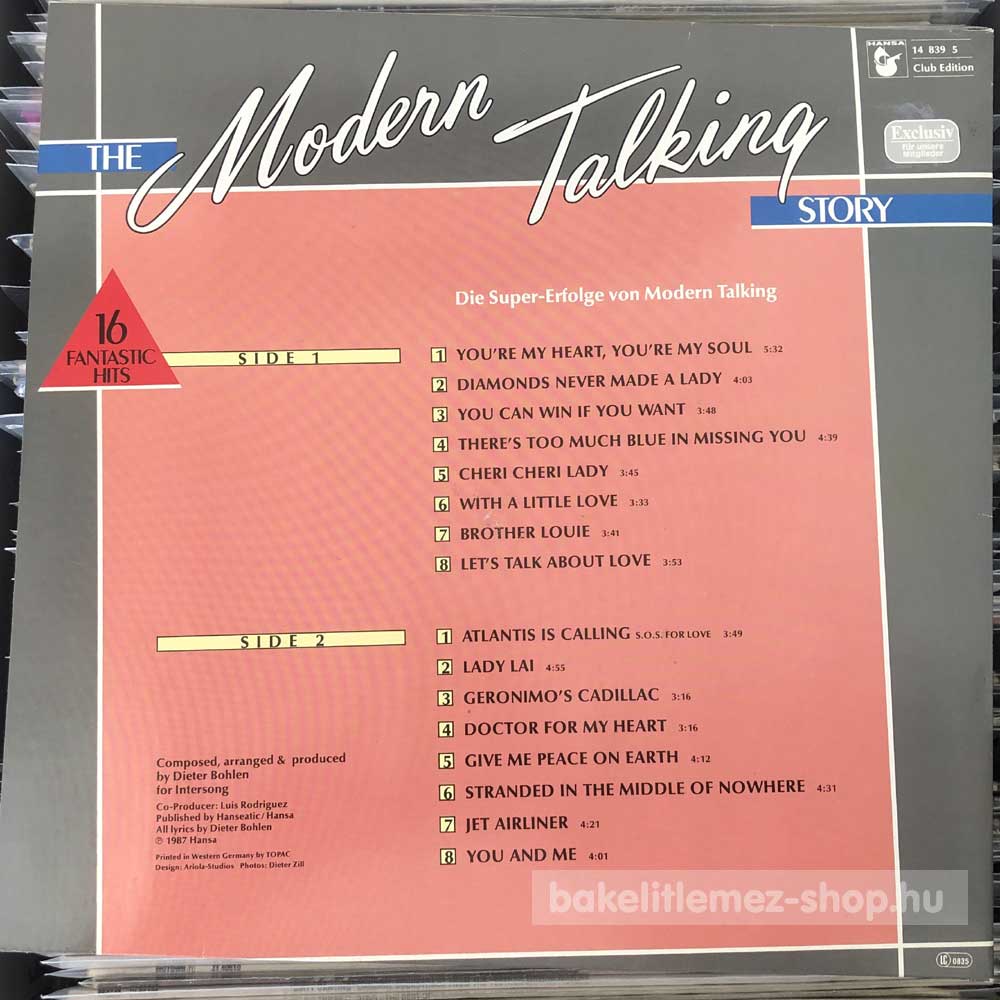 HANSA
14 839 5
Club Edition
THE
Modern Talking
STORY
Exclusiv
für unsere
Mitglieder
Die Super-Erfolge von Modern Talking
16
FANTASTIC
HITS
SIDE 1
1 YOU'RE MY HEART, YOU'RE MY SOUL 5:32
2 DIAMONDS NEVER MADE A LADY 4:03
3 YOU CAN WIN IF YOU WANT 3:48
4 THERE'S TOO MUCH BLUE IN MISSING YOU 4:39
5 CHERI CHERI LADY 3:45
6 WITH A LITTLE LOVE 3:33
7 BROTHER LOUIE 3:41
8 LET'S TALK ABOUT LOVE 3:53
SIDE 2
1 ATLANTIS IS CALLING S.O.S. FOR LOVE 3:49
2 LADY LAI 4:55
3 GERONIMO'S CADILLAC 3:16
4 DOCTOR FOR MY HEART 3:16
5 GIVE ME PEACE ON EARTH 4:12
6 STRANDED IN THE MIDDLE OF NOWHERE 4:31
7 JET AIRLINER 4:21
8 YOU AND ME 4:01
Composed, arranged & produced
by Dieter Bohlen
for Intersong
Co-Producer: Luis Rodriguez
Published by Hanseatic/Hansa
All lyrics by Dieter Bohlen
℗ 1987 Hansa
Printed in Western Germany by TOPAC
Design: Ariola-Studios Photos: Dieter Zill
bakelitlemez-shop.hu
LC 0835